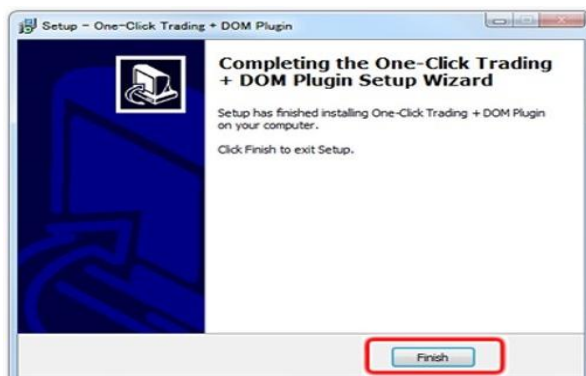 Setup - One-Click Trading + DOM Plugin
Completing the One-Click Trading
+ DOM Plugin Setup Wizard
Setup has finished installing One-Click Trading + DOM Plugin
on your computer.
Click Finish to exit Setup.
Finish